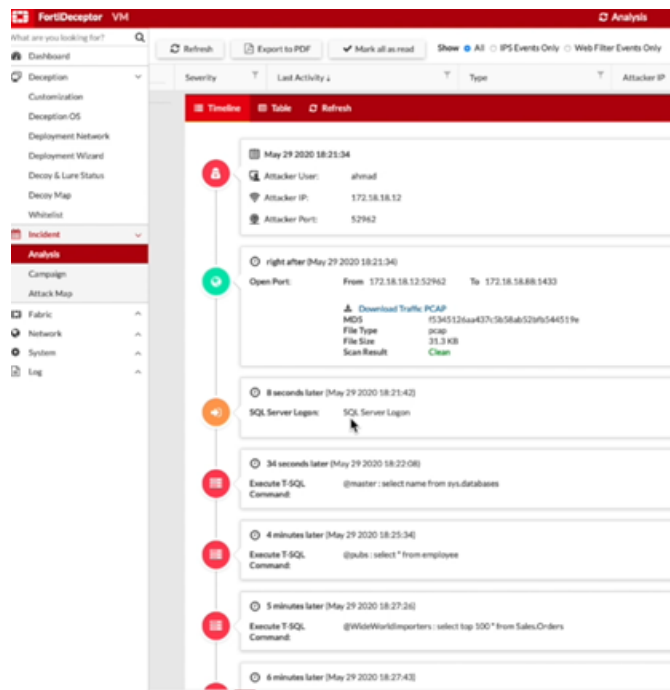 FortiDeceptor VM
Analysis
What are you looking for?
Dashboard
Deception
Customization
Deception OS
Deployment Network
Deployment Wizard
Decoy & Lure Status
Decoy Map
Whitelist
Incident
Analysis
Campaign
Attack Map
Fabric
Network
System
Log
Refresh Export to PDF Mark all as read Show All IPS Events Only Web Filter Events Only
Severity Last Activity Type Attacker IP
Timeline Table Refresh
May 29 2020 18:21:34
Attacker User: ahmad
Attacker IP: 172.18.18.12
Attacker Port: 52962
right after (May 29 2020 18:21:34)
Open Port: From 172.18.18.12:52962 To 172.18.58.88:1433
Download Traffic PCAP
MD5
File Type pcap
File Size 31.3 KB
Scan Result Clean
8 seconds later (May 29 2020 18:21:42)
SQL Server Logon: SQL Server Logon
34 seconds later (May 29 2020 18:22:08)
Execute T-SQL @master : select name from sys.databases
Command:
4 minutes later (May 29 2020 18:25:34)
Execute T-SQL @pubs : select * from employee
Command:
5 minutes later (May 29 2020 18:27:26)
Execute T-SQL @WideWorldImporters : select top 100 * from Sales.Orders
Command:
6 minutes later (May 29 2020 18:27:43)